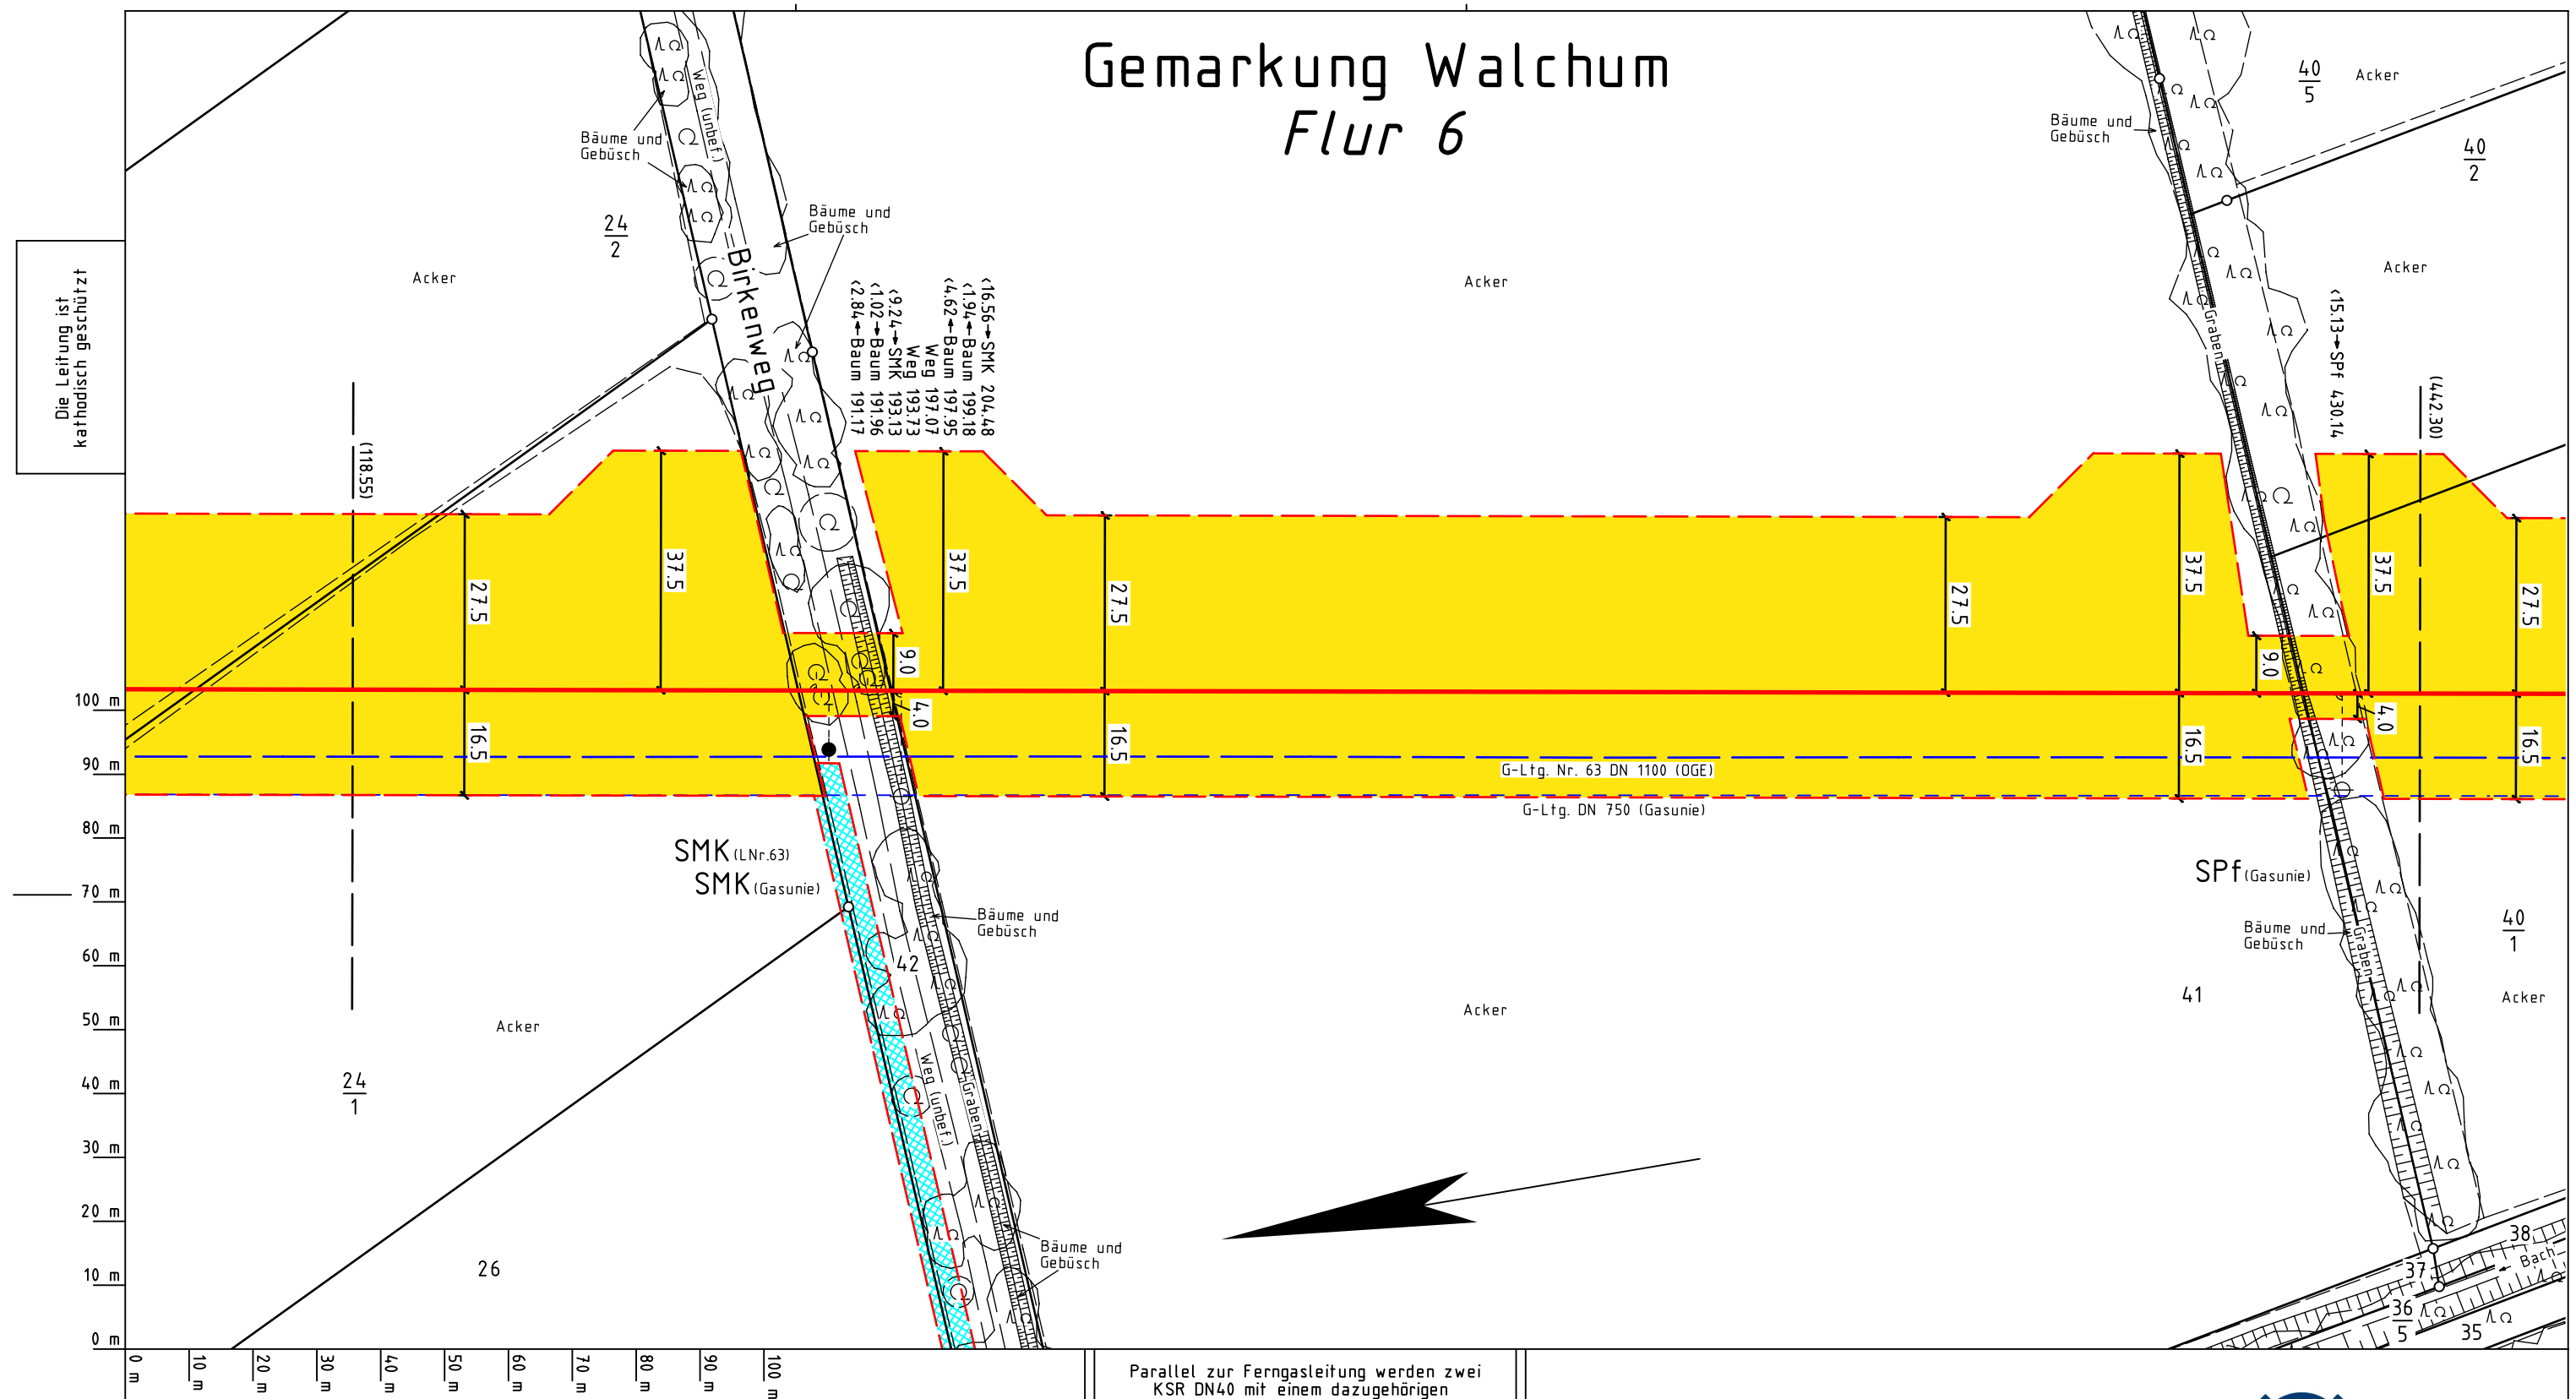 Gemarkung Walchum
Flur 6
Die Leitung ist
kathodisch geschützt
Bäume und
Gebüsch
Weg (unbef.)
24
2
Acker
Birkenweg
Bäume und
Gebüsch
<16.56→SMK 204.48
<1.94→Baum 199.18
<4.62→Baum 197.95
Weg 197.07
Weg 193.73
<9.24→SMK 193.13
<1.02→Baum 191.96
<2.84→Baum 191.17
Acker
Bäume und
Gebüsch
40
5
Acker
40
2
Acker
Graben
<15.13→SPf 430.14
(442.30)
(118.55)
27.5
37.5
37.5
27.5
27.5
37.5
37.5
27.5
9.0
9.0
4.0
4.0
16.5
16.5
16.5
16.5
G-Ltg. Nr. 63 DN 1100 (OGE)
G-Ltg. DN 750 (Gasunie)
SMK (LNr.63)
SMK (Gasunie)
SPf (Gasunie)
Bäume und
Gebüsch
Bäume und
Gebüsch
Graben
42
40
1
41
Acker
Acker
Acker
24
1
Weg (unbef.)
Graben
Bäume und
Gebüsch
26
38
Bach
37
36
5
35
100 m
90 m
80 m
70 m
60 m
50 m
40 m
30 m
20 m
10 m
0 m
0 m
10 m
20 m
30 m
40 m
50 m
60 m
70 m
80 m
90 m
100 m
Parallel zur Ferngasleitung werden zwei
KSR DN40 mit einem dazugehörigen